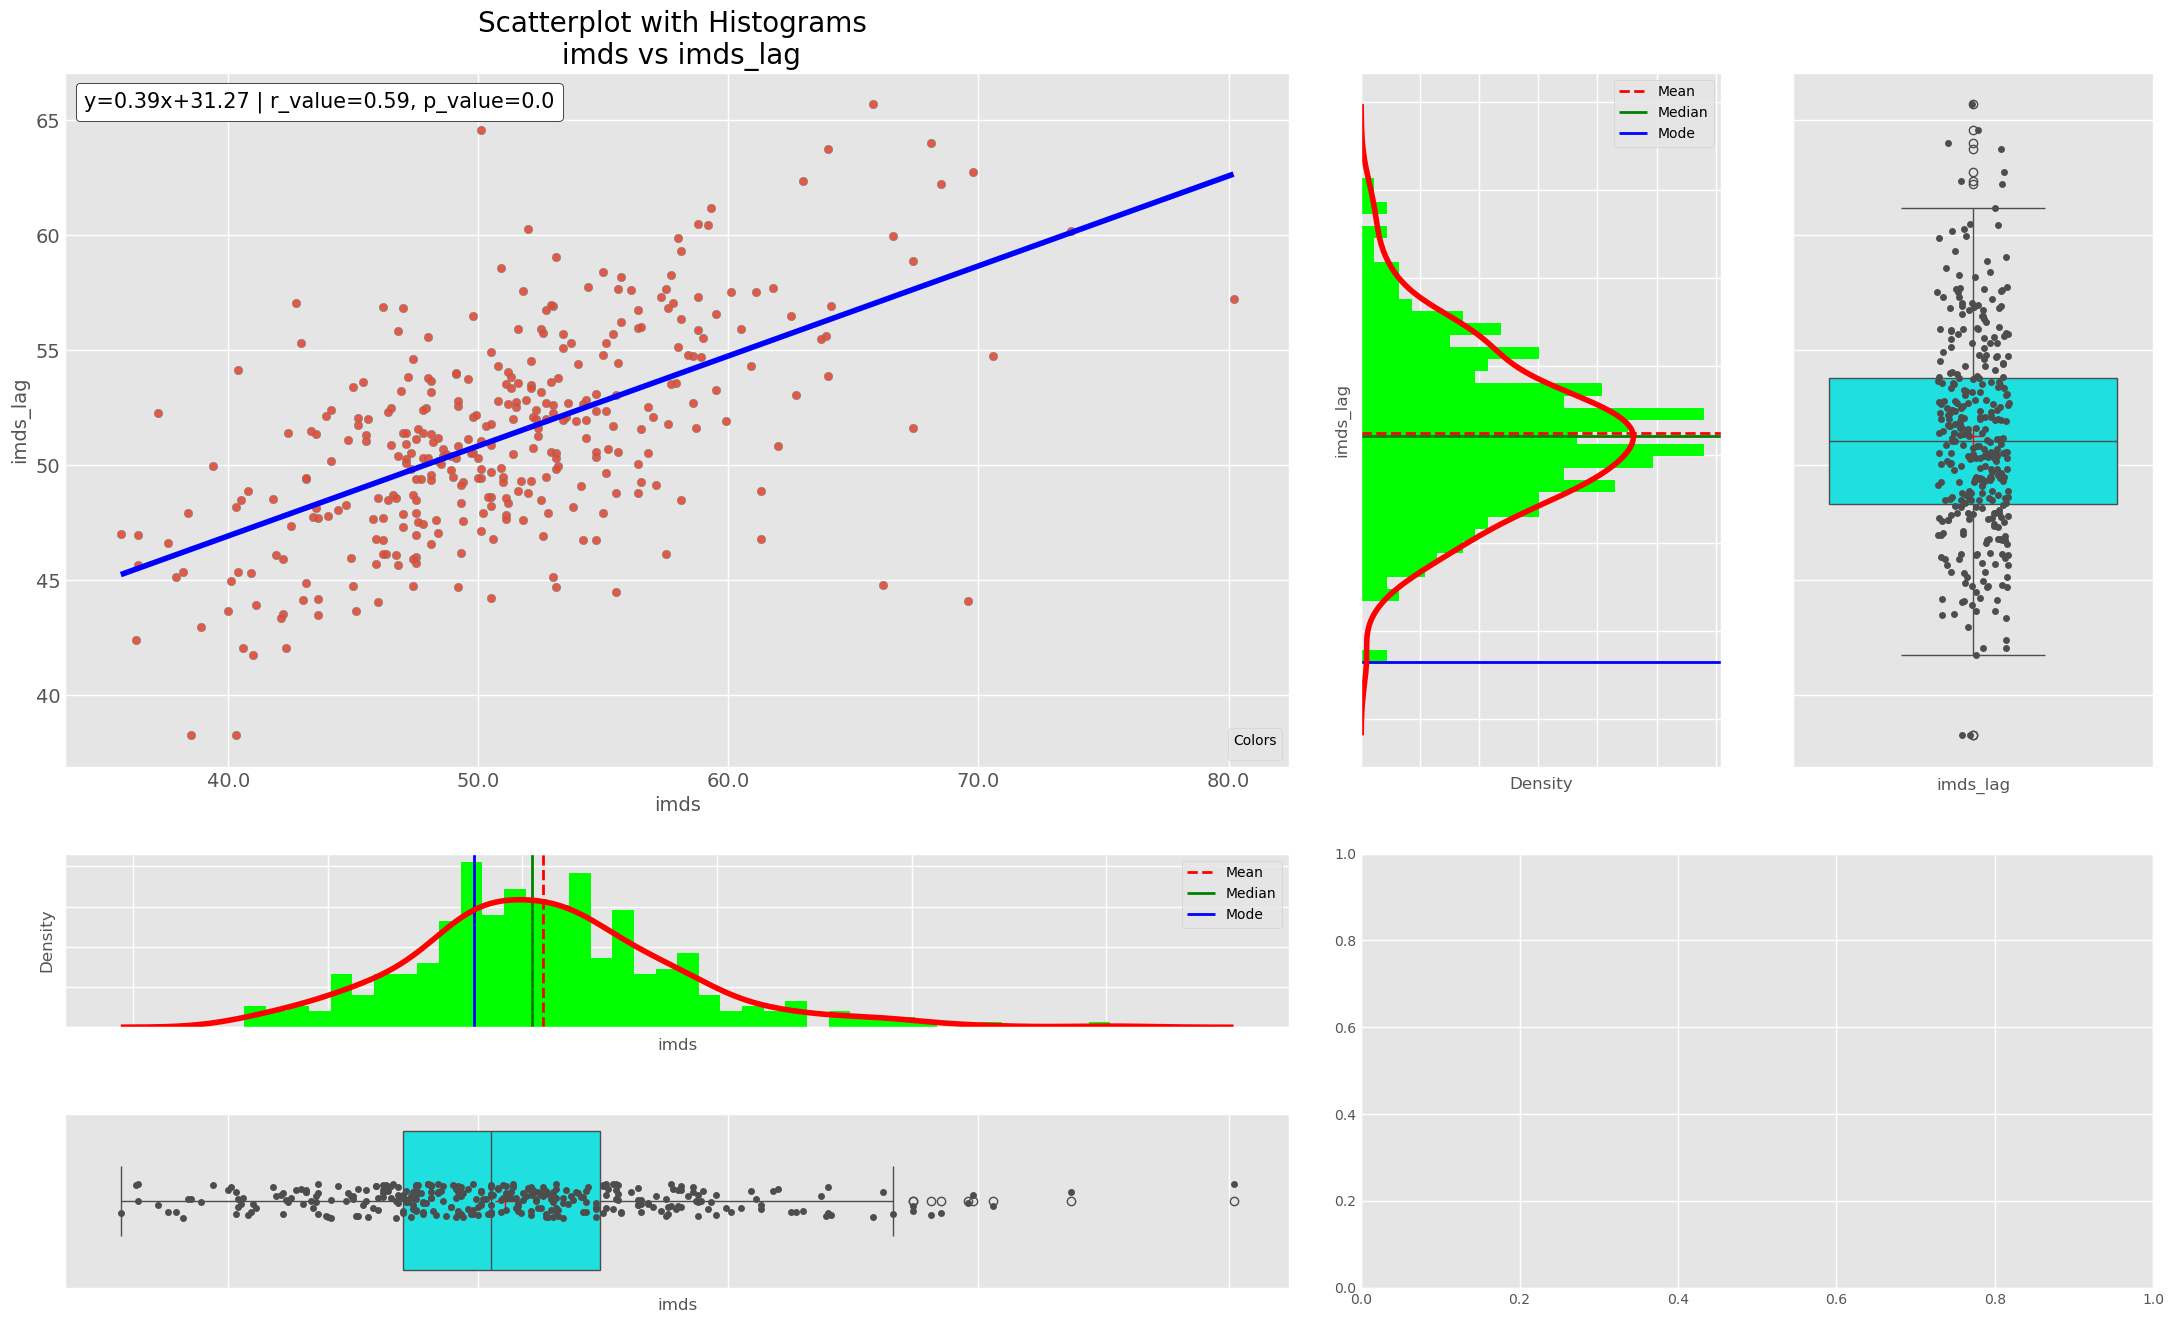 Scatterplot with Histograms
imds vs imds_lag
y=0.39x+31.27 | r_value=0.59, p_value=0.0
65
60
55
50
45
40
imds_lag
40.0
50.0
60.0
70.0
80.0
imds
Colors
Mean
Median
Mode
imds_lag
Density
imds_lag
Density
Mean
Median
Mode
imds
imds
1.0
0.8
0.6
0.4
0.2
0.0
0.0
0.2
0.4
0.6
0.8
1.0